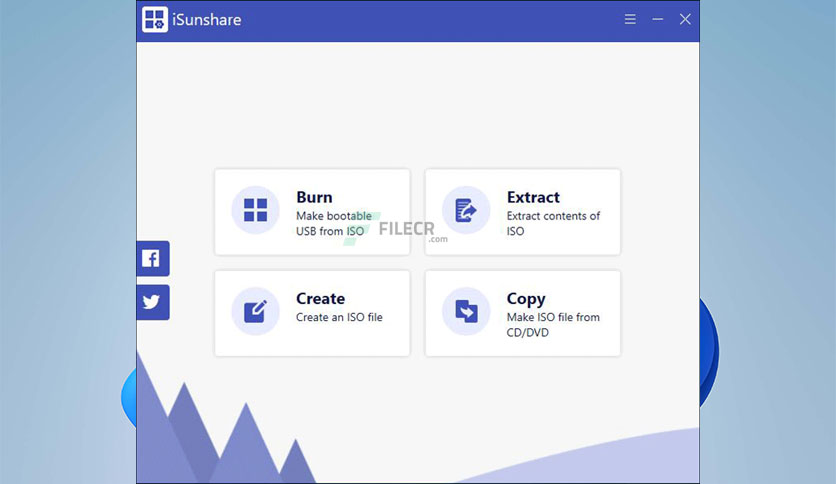 iSunshare
Burn
Make bootable
USB from ISO
Extract
Extract contents of
ISO
FILECR
.com
Create
Create an ISO file
Copy
Make ISO file from
CD/DVD